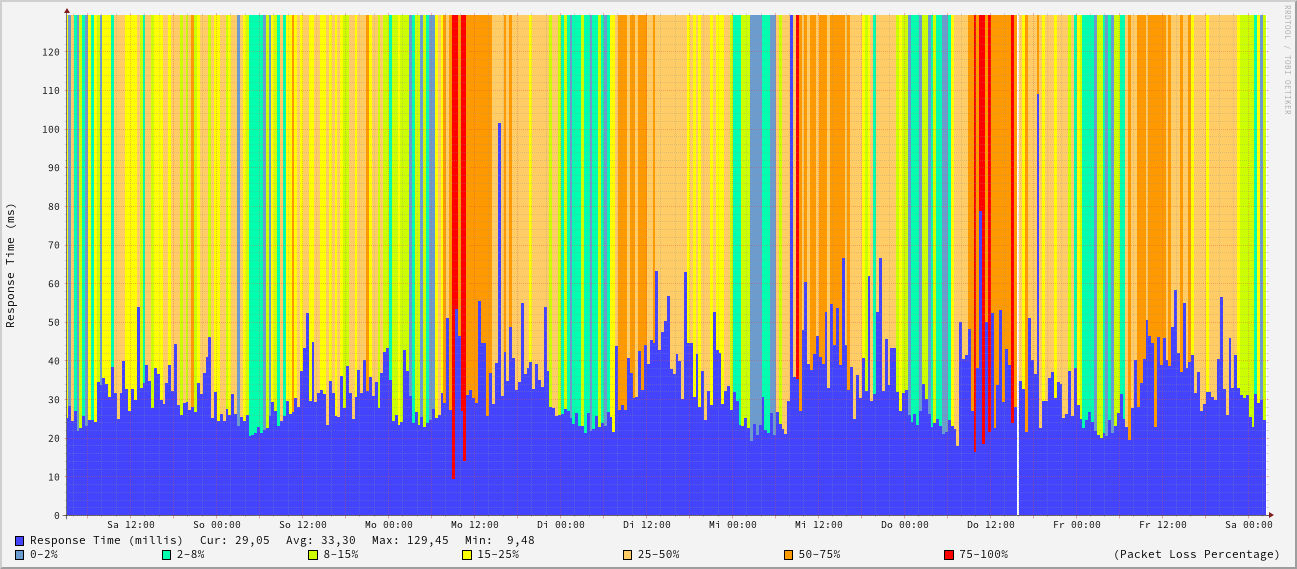 RRDTOOL / TOBI OETIKER
Response Time (ms)
120
110
100
90
80
70
60
50
40
30
20
10
0
Sa 12:00 So 00:00 So 12:00 Mo 00:00 Mo 12:00 Di 00:00 Di 12:00 Mi 00:00 Mi 12:00 Do 00:00 Do 12:00 Fr 00:00 Fr 12:00 Sa 00:00
Response Time (millis) Cur: 29,05 Avg: 33,30 Max: 129,45 Min: 9,48
0-2% 2-8% 8-15% 15-25% 25-50% 50-75% 75-100% (Packet Loss Percentage)